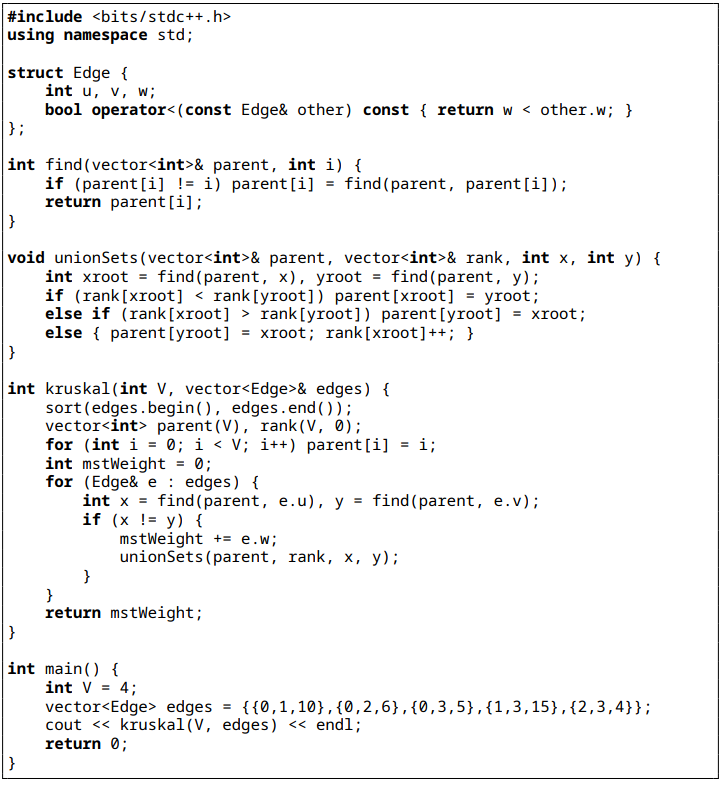 #include <bits/stdc++.h>
using namespace std;

struct Edge {
    int u, v, w;
    bool operator<(const Edge& other) const { return w < other.w; }
};

int find(vector<int>& parent, int i) {
    if (parent[i] != i) parent[i] = find(parent, parent[i]);
    return parent[i];
}

void unionSets(vector<int>& parent, vector<int>& rank, int x, int y) {
    int xroot = find(parent, x), yroot = find(parent, y);
    if (rank[xroot] < rank[yroot]) parent[xroot] = yroot;
    else if (rank[xroot] > rank[yroot]) parent[yroot] = xroot;
    else { parent[yroot] = xroot; rank[xroot]++; }
}

int kruskal(int V, vector<Edge>& edges) {
    sort(edges.begin(), edges.end());
    vector<int> parent(V), rank(V, 0);
    for (int i = 0; i < V; i++) parent[i] = i;
    int mstWeight = 0;
    for (Edge& e : edges) {
        int x = find(parent, e.u), y = find(parent, e.v);
        if (x != y) {
            mstWeight += e.w;
            unionSets(parent, rank, x, y);
        }
    }
    return mstWeight;
}

int main() {
    int V = 4;
    vector<Edge> edges = {{0,1,10},{0,2,6},{0,3,5},{1,3,15},{2,3,4}};
    cout << kruskal(V, edges) << endl;
    return 0;
}